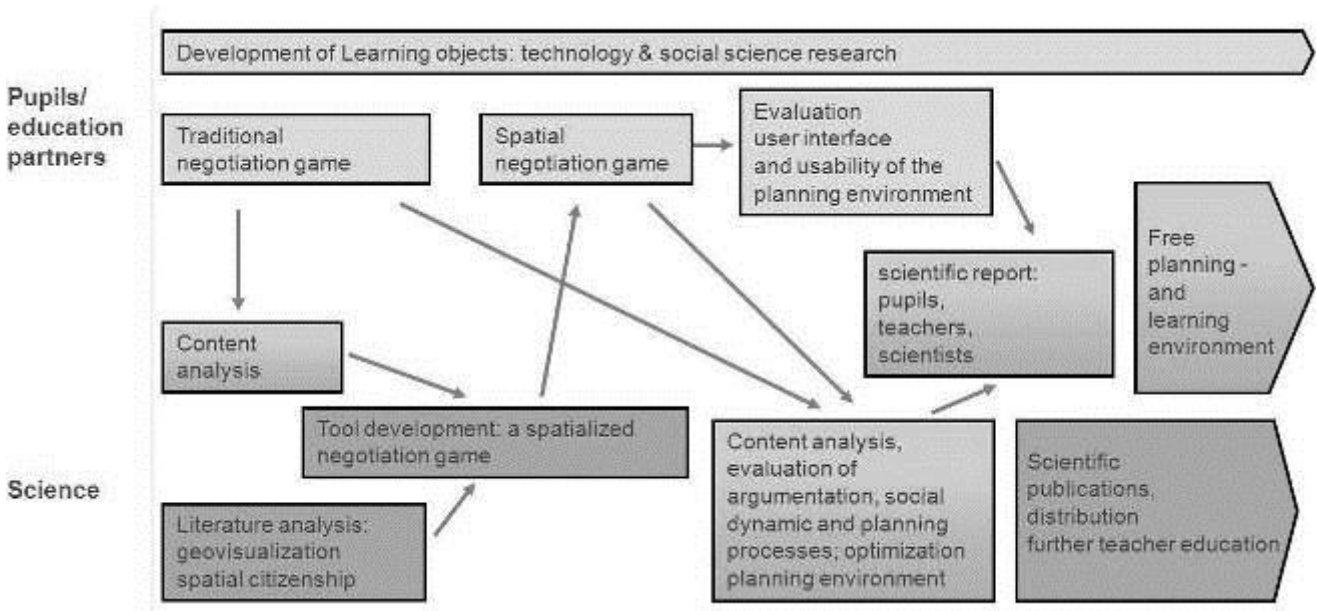 Development of Learning objects: technology & social science research
Pupils/
education
partners
Traditional
negotiation game
Spatial
negotiation game
Evaluation
user interface
and usability of the
planning environment
Free
planning -
and
learning
environment
scientific report:
pupils,
teachers,
scientists
Content
analysis
Tool development: a spatialized
negotiation game
Content analysis,
evaluation of
argumentation, social
dynamic and planning
processes; optimization
planning environment
Scientific
publications,
distribution
further teacher education
Science
Literature analysis:
geovisualization
spatial citizenship